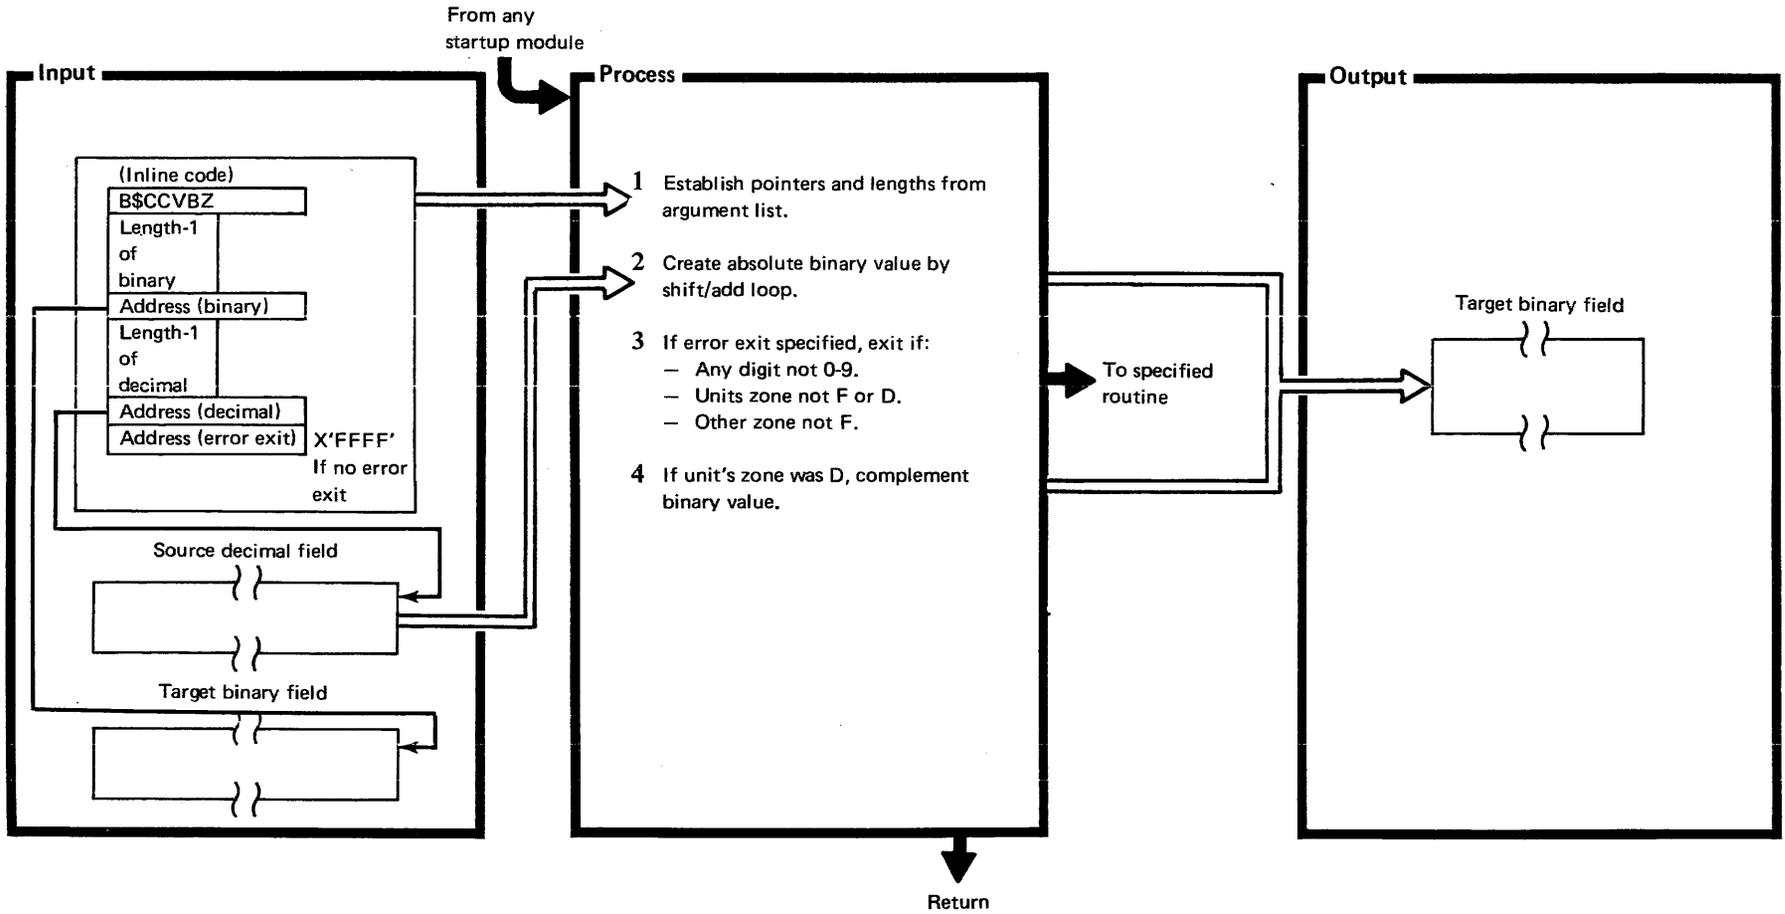 From any
startup module
Input
(Inline code)
B$CCVBZ
Length-1
of
binary
Address (binary)
Length-1
of
decimal
Address (decimal)
Address (error exit)
X'FFFF'
If no error
exit
Source decimal field
Target binary field
Process
1 Establish pointers and lengths from
argument list.
2 Create absolute binary value by
shift/add loop.
3 If error exit specified, exit if:
— Any digit not 0-9.
— Units zone not F or D.
— Other zone not F.
4 If unit's zone was D, complement
binary value.
To specified
routine
Return
Output
Target binary field